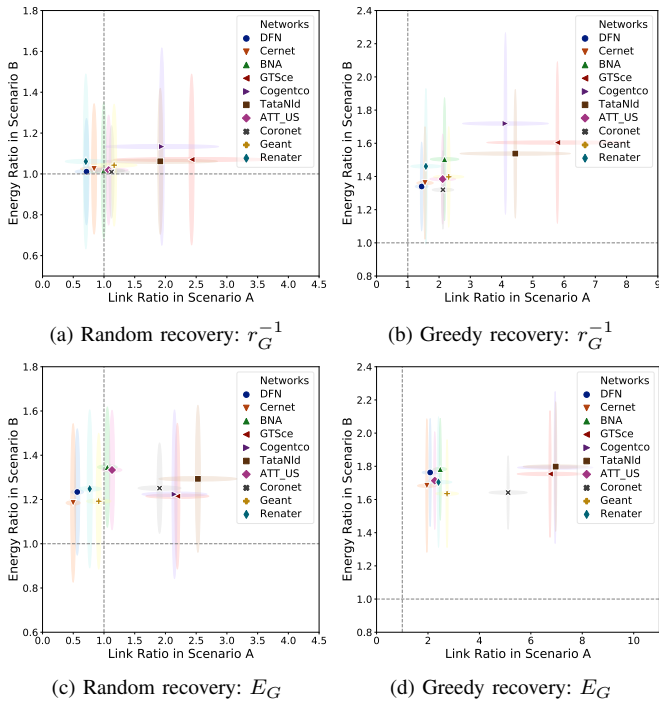 1.8
1.6
1.4
1.2
1.0
0.8
0.6
Energy Ratio in Scenario B
0.0 0.5 1.0 1.5 2.0 2.5 3.0 3.5 4.0 4.5
Link Ratio in Scenario A
Networks
DFN
Cernet
BNA
GTSce
Cogentco
TataNld
ATT_US
Coronet
Geant
Renater
(a) Random recovery: r_G^{-1}
2.4
2.2
2.0
1.8
1.6
1.4
1.2
1.0
0.8
Energy Ratio in Scenario B
0 1 2 3 4 5 6 7 8 9
Link Ratio in Scenario A
Networks
DFN
Cernet
BNA
GTSce
Cogentco
TataNld
ATT_US
Coronet
Geant
Renater
(b) Greedy recovery: r_G^{-1}
1.8
1.6
1.4
1.2
1.0
0.8
0.6
Energy Ratio in Scenario B
0.0 0.5 1.0 1.5 2.0 2.5 3.0 3.5 4.0 4.5
Link Ratio in Scenario A
Networks
DFN
Cernet
BNA
GTSce
Cogentco
TataNld
ATT_US
Coronet
Geant
Renater
(c) Random recovery: E_G
2.4
2.2
2.0
1.8
1.6
1.4
1.2
1.0
0.8
0.6
Energy Ratio in Scenario B
0 2 4 6 8 10
Link Ratio in Scenario A
Networks
DFN
Cernet
BNA
GTSce
Cogentco
TataNld
ATT_US
Coronet
Geant
Renater
(d) Greedy recovery: E_G